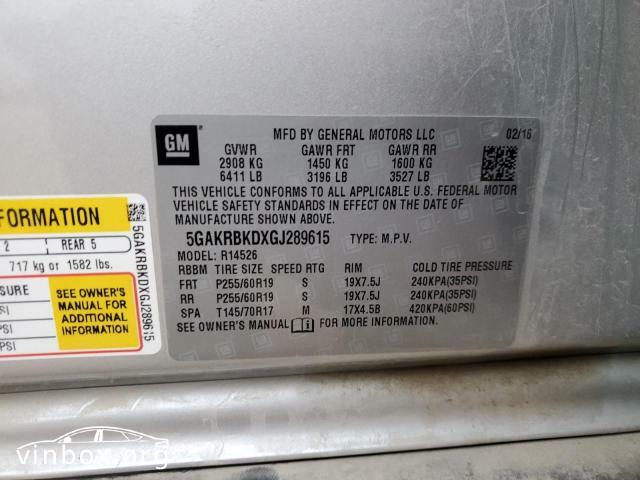 GM
MFD BY GENERAL MOTORS LLC 02/16
GVWR GAWR FRT GAWR RR
2908 KG 1450 KG 1600 KG
6411 LB 3196 LB 3527 LB
THIS VEHICLE CONFORMS TO ALL APPLICABLE U.S. FEDERAL MOTOR
VEHICLE SAFETY STANDARDS IN EFFECT ON THE DATE OF
MANUFACTURE SHOWN ABOVE.
5GAKRBKDXGJ289615 TYPE: M.P.V.
MODEL: R14526
RBBM TIRE SIZE SPEED RTG RIM COLD TIRE PRESSURE
FRT P255/60R19 S 19X7.5J 240KPA(35PSI)
RR P255/60R19 S 19X7.5J 240KPA(35PSI)
SPA T145/70R17 M 17X4.5B 420KPA(60PSI)
SEE OWNER'S MANUAL FOR MORE INFORMATION.
FORMATION
2 REAR 5
717 kg or 1582 lbs.
SURE
PSI
PSI
SEE OWNER'S
MANUAL FOR
ADDITIONAL
INFORMATION
5GAKRBKDXGJ289615
vinbox.org